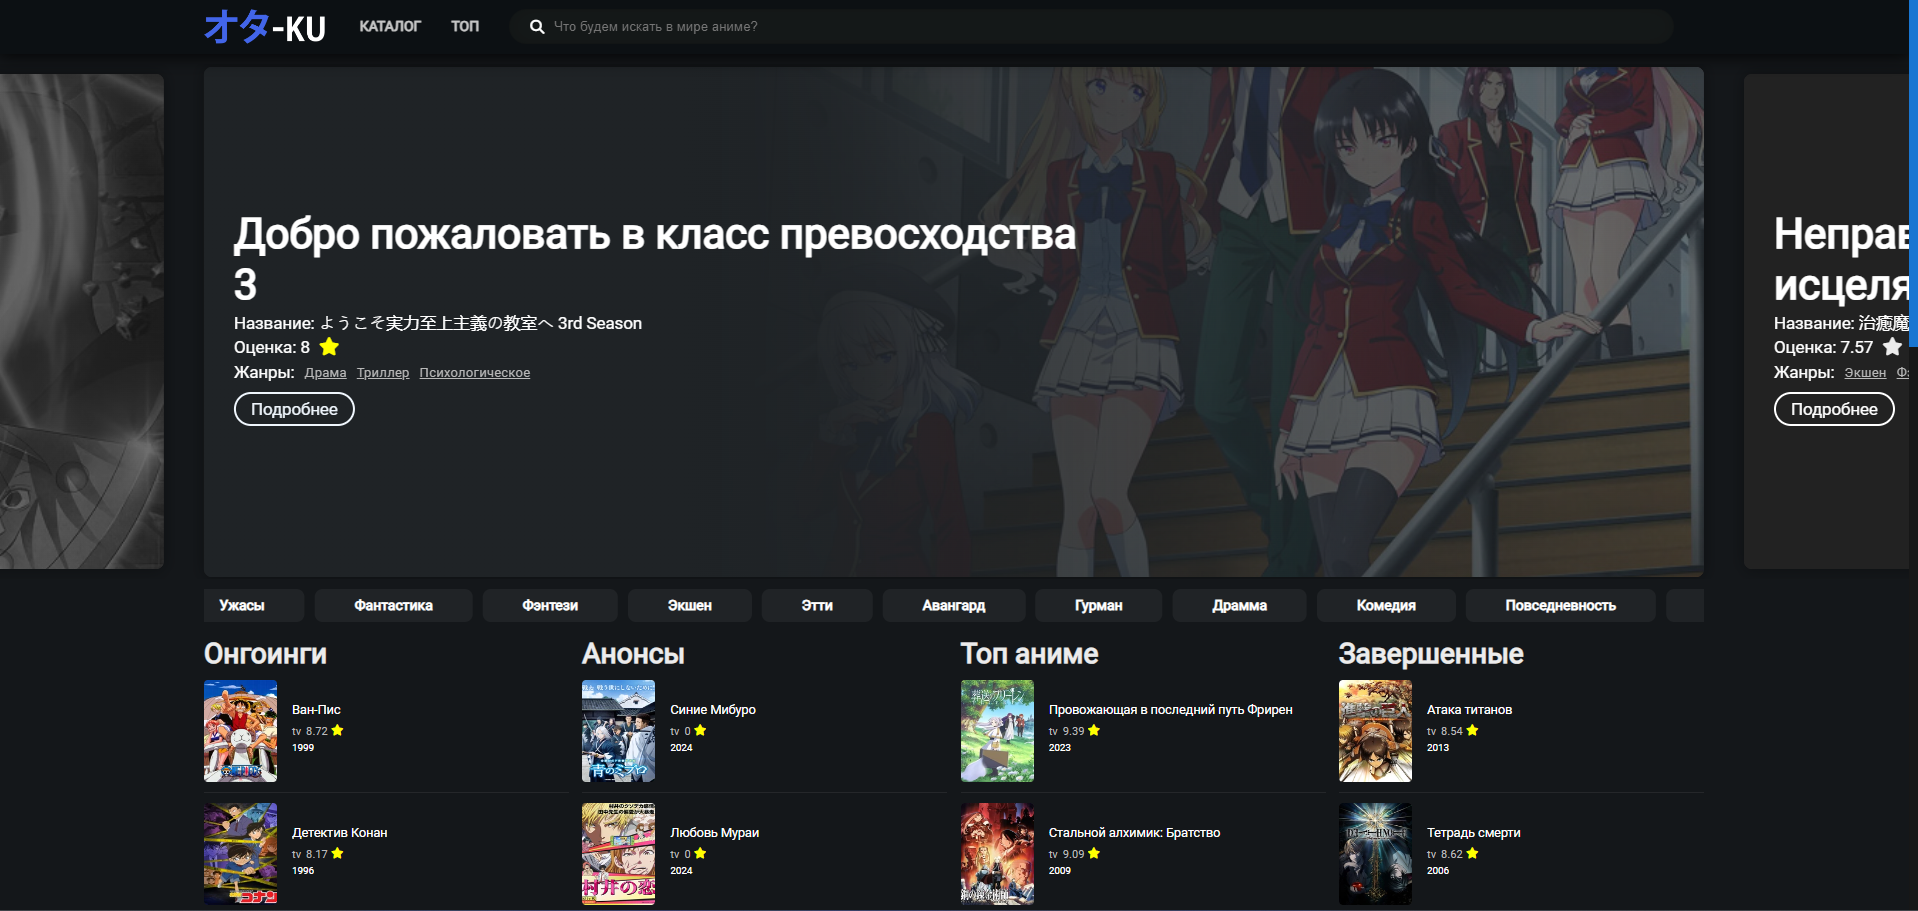 オタ-KU
КАТАЛОГ
ТОП
Что будем искать в мире аниме?
Добро пожаловать в класс превосходства
3
Название: ようこそ実力至上主義の教室へ 3rd Season
Оценка: 8
Жанры: Драма Триллер Психологическое
Подробнее
Неправ
исцеля
Название: 治癒魔
Оценка: 7.57
Жанры: Экшен
Подробнее
Ужасы
Фантастика
Фэнтези
Экшен
Этти
Авангард
Гурман
Драмма
Комедия
Повседневность
Онгоинги
Ван-Пис
tv 8.72
1999
Детектив Конан
tv 8.17
1996
Анонсы
Синие Мибуро
tv 0
2024
Любовь Мураи
tv 0
2024
Топ аниме
Провожающая в последний путь Фрирен
tv 9.39
2023
Стальной алхимик: Братство
tv 9.09
2009
Завершенные
Атака титанов
tv 8.54
2013
Тетрадь смерти
tv 8.62
2006